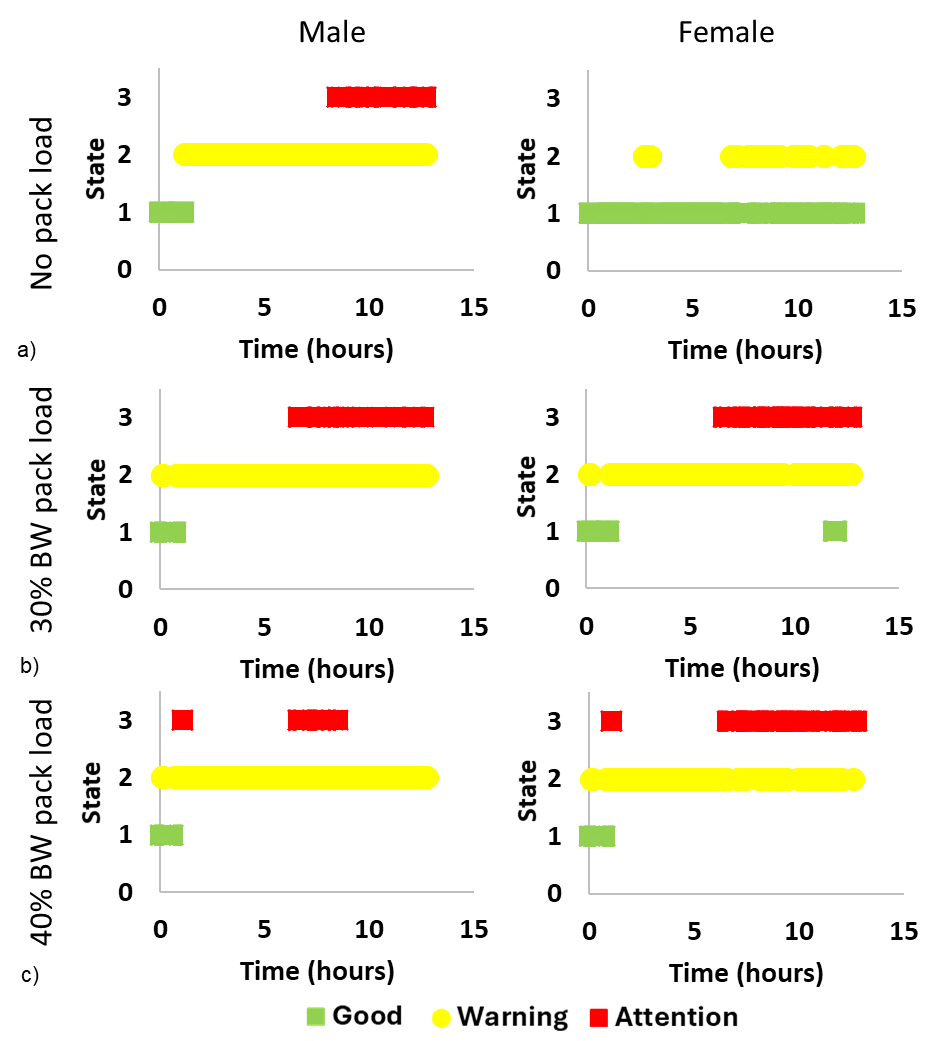 Male Female
No pack load
State
3
2
1
0
0 5 10 15
Time (hours)
State
3
2
1
0
0 5 10 15
Time (hours)
a)
30% BW pack load
State
3
2
1
0
0 5 10 15
Time (hours)
State
3
2
1
0
0 5 10 15
Time (hours)
b)
40% BW pack load
State
3
2
1
0
0 5 10 15
Time (hours)
State
3
2
1
0
0 5 10 15
Time (hours)
c)
Good Warning Attention